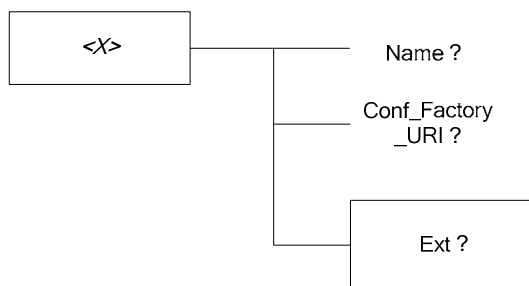 <X>
Name ?
Conf_Factory
_URI ?
Ext ?